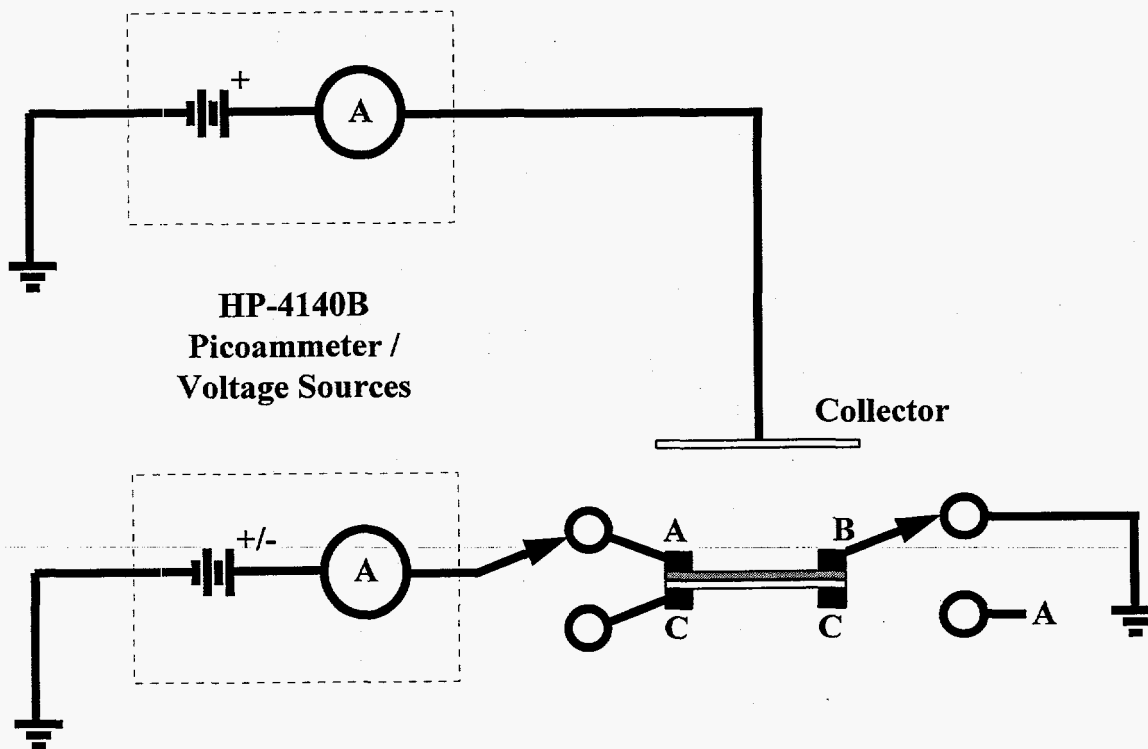 +
A
HP-4140B
Picoammeter /
Voltage Sources
Collector
+/-
A
A
B
C
C
A